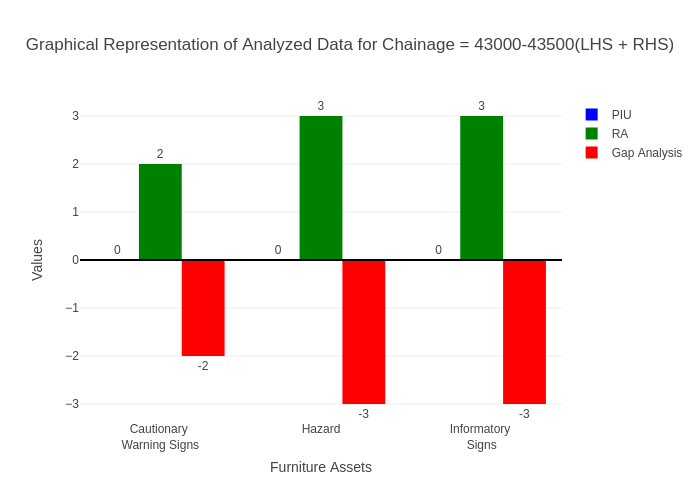 Graphical Representation of Analyzed Data for Chainage = 43000-43500(LHS + RHS)
PIU
RA
Gap Analysis
Values
3
2
1
0
−1
−2
−3
0
2
-2
0
3
-3
0
3
-3
Cautionary
Warning Signs
Hazard
Informatory
Signs
Furniture Assets